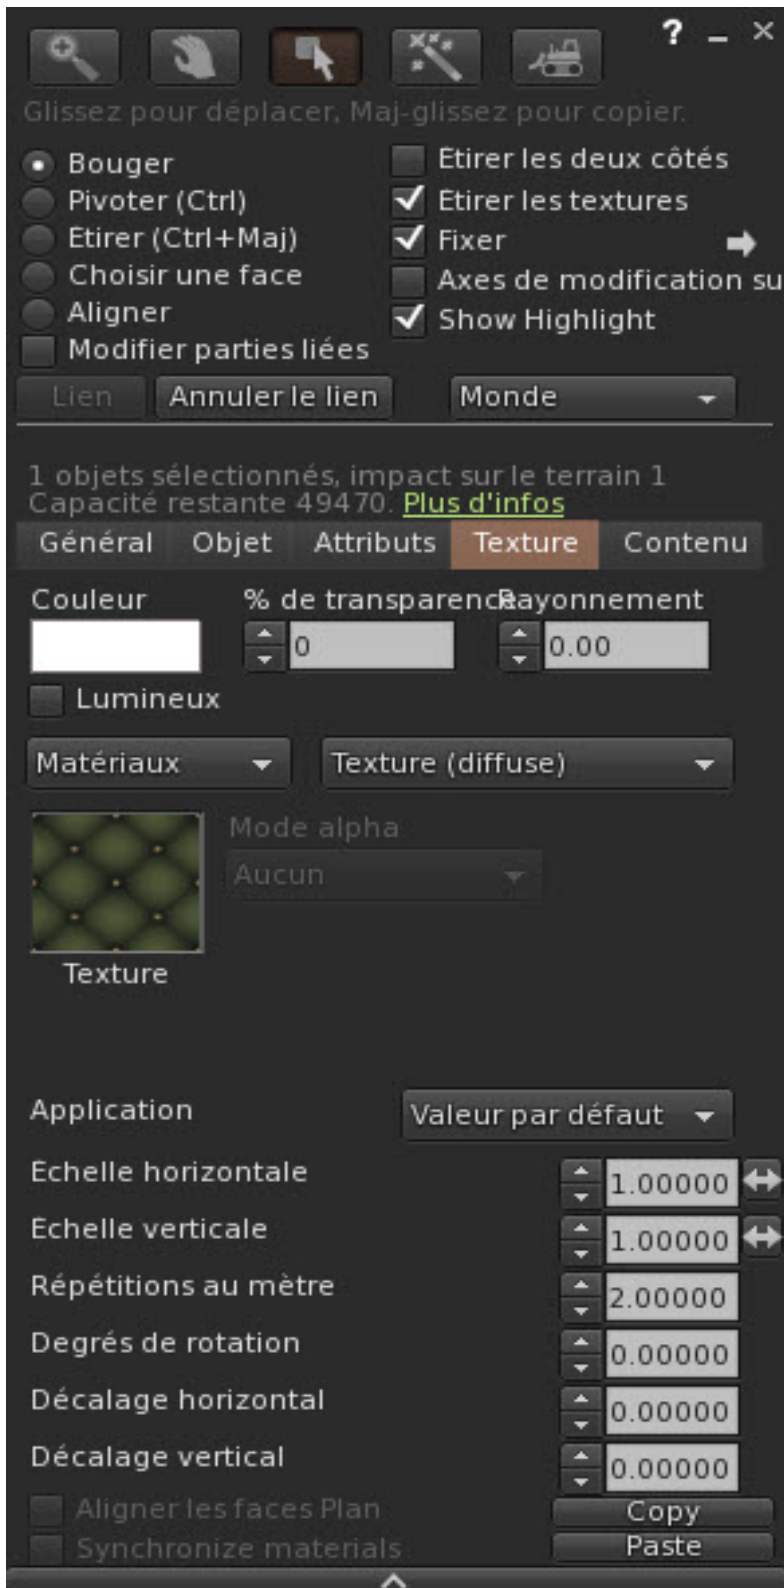 ?
Glissez pour déplacer, Maj-glissez pour copier.
Bouger
Pivoter (Ctrl)
Etirer (Ctrl+Maj)
Choisir une face
Aligner
Modifier parties liées
Etirer les deux côtés
Etirer les textures
Fixer
Axes de modification su
Show Highlight
Lien Annuler le lien Monde
1 objets sélectionnés, impact sur le terrain 1
Capacité restante 49470. Plus d'infos
Général Objet Attributs Texture Contenu
Couleur % de transparence Rayonnement
0 0.00
Lumineux
Matériaux Texture (diffuse)
Mode alpha
Aucun
Texture
Application Valeur par défaut
Echelle horizontale 1.00000
Echelle verticale 1.00000
Répétitions au mètre 2.00000
Degrés de rotation 0.00000
Décalage horizontal 0.00000
Décalage vertical 0.00000
Aligner les faces Plan Copy
Synchronize materials Paste